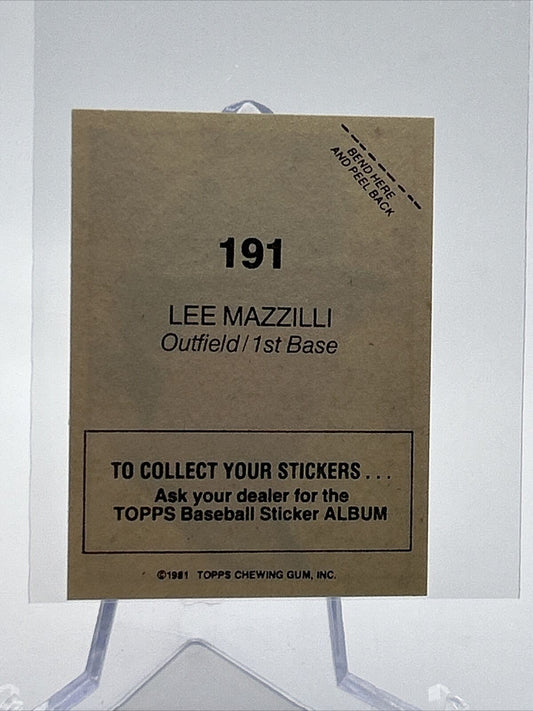 BEND HERE
AND PEEL BACK
191
LEE MAZZILLI
Outfield/1st Base
TO COLLECT YOUR STICKERS...
Ask your dealer for the
TOPPS Baseball Sticker ALBUM
©1981 TOPPS CHEWING GUM, INC.